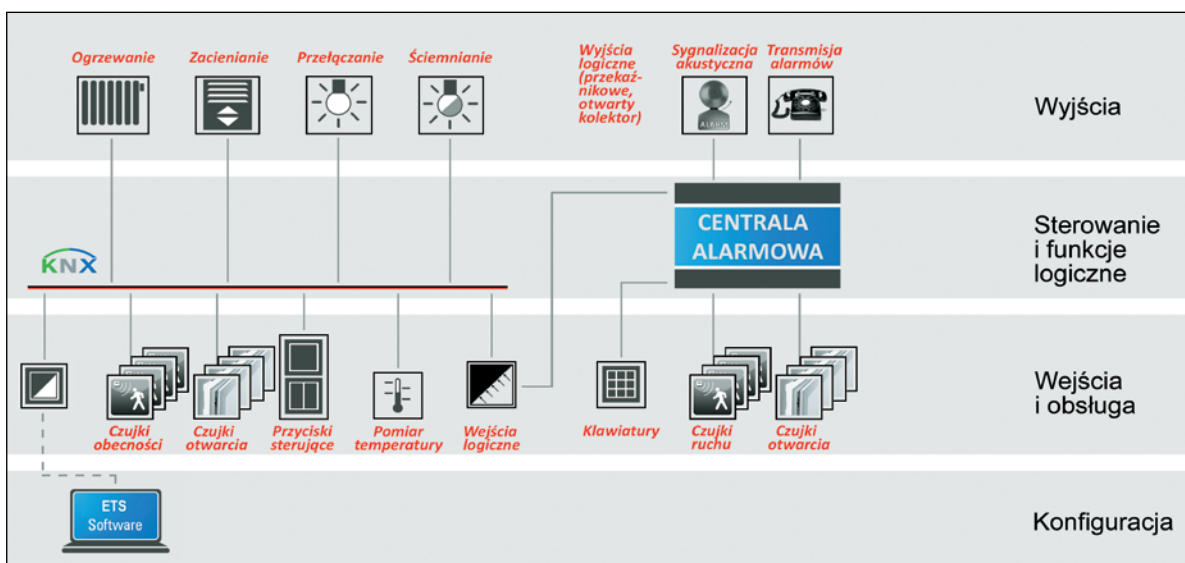 Ogrzewanie
Zacienianie
Przełączanie
Ściemnianie
Wyjścia
logiczne
(przekaź-
nikowe,
otwarty
kolektor)
Sygnalizacja
akustyczna
Transmisja
alarmów
ALARM
Wyjścia
KNX
CENTRALA
ALARMOWA
Sterowanie
i funkcje
logiczne
Czujki
obecności
Czujki
otwarcia
Przyciski
sterujące
Pomiar
temperatury
Wejścia
logiczne
Klawiatury
Czujki
ruchu
Czujki
otwarcia
Wejścia
i obsługa
ETS
Software
Konfiguracja